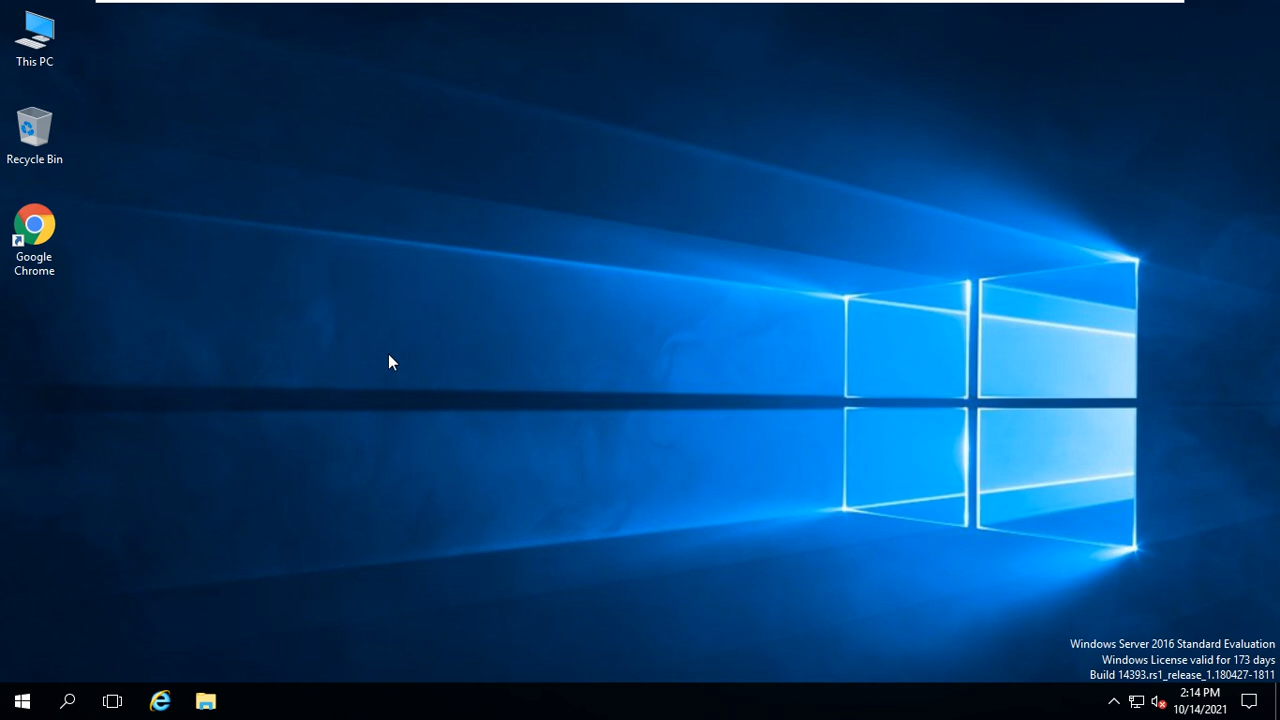 This PC
Recycle Bin
Google
Chrome
Windows Server 2016 Standard Evaluation
Windows License valid for 173 days
Build 14393.rs1_release_1.180427-1811
2:14 PM
10/14/2021